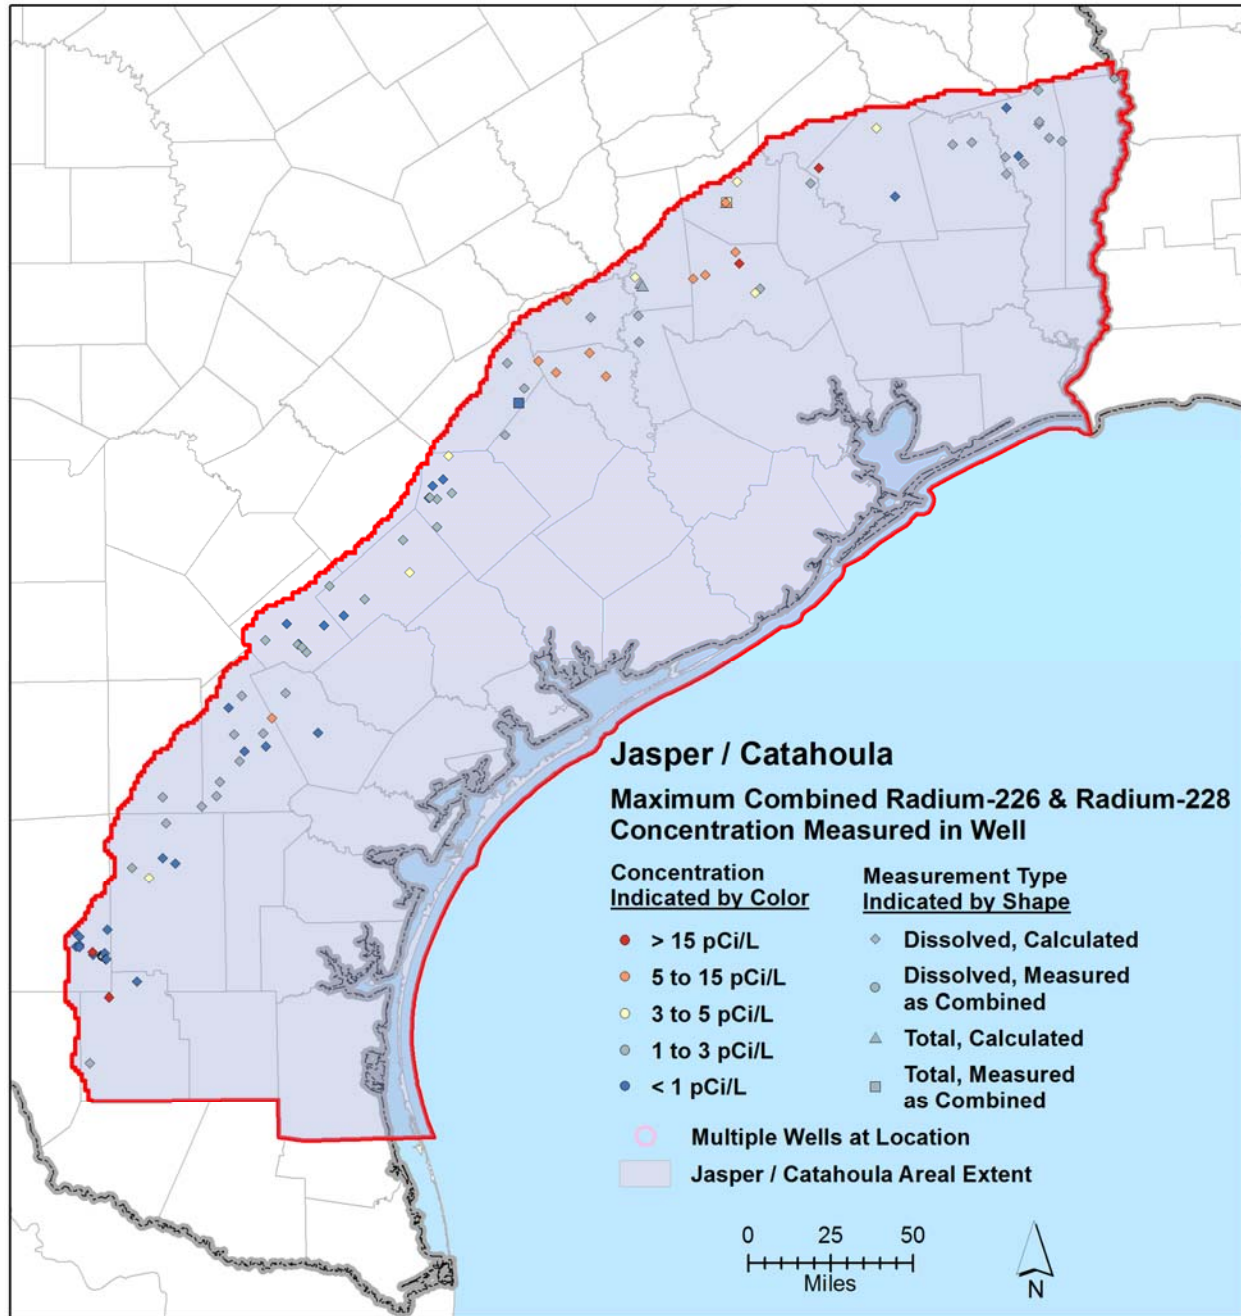 Jasper / Catahoula
Maximum Combined Radium-226 & Radium-228
Concentration Measured in Well
Concentration
Indicated by Color
> 15 pCi/L
5 to 15 pCi/L
3 to 5 pCi/L
1 to 3 pCi/L
< 1 pCi/L
Measurement Type
Indicated by Shape
Dissolved, Calculated
Dissolved, Measured
as Combined
Total, Calculated
Total, Measured
as Combined
Multiple Wells at Location
Jasper / Catahoula Areal Extent
0 25 50
Miles
N